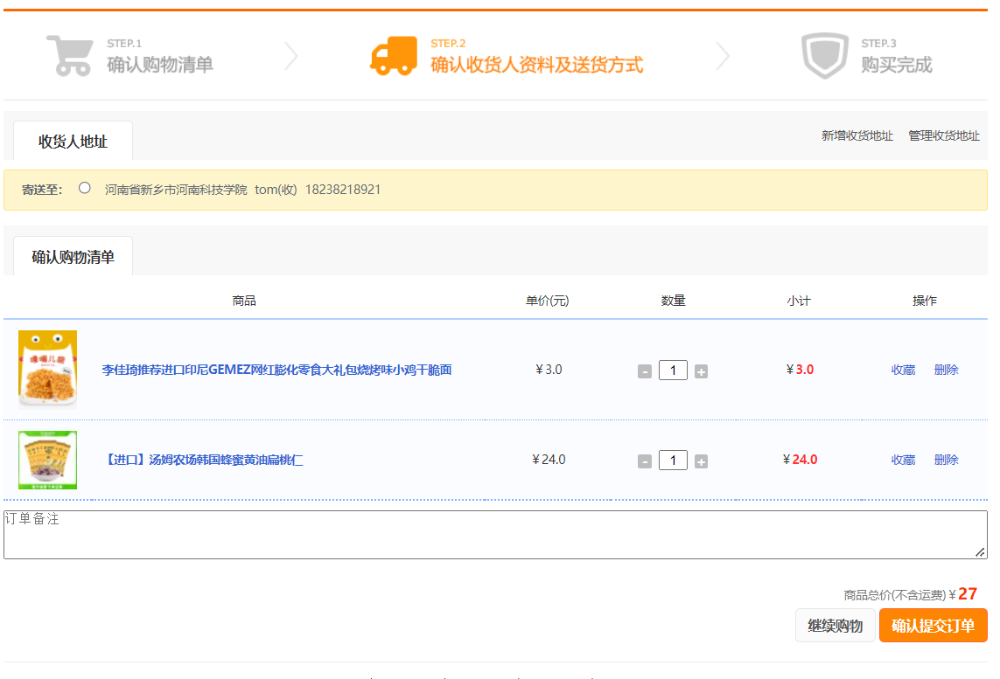 STEP.1
确认购物清单
STEP.2
确认收货人资料及送货方式
STEP.3
购买完成
收货人地址
新增收货地址 管理收货地址
寄送至: 河南省新乡市河南科技学院 tom(收) 18238218921
确认购物清单
商品 单价(元) 数量 小计 操作
李佳琦推荐进口印尼GEMEZ网红膨化零食大礼包烧烤味小鸡干脆面 ¥3.0 - 1 + ¥3.0 收藏 删除
【进口】汤姆农场韩国蜂蜜黄油扁桃仁 ¥24.0 - 1 + ¥24.0 收藏 删除
订单备注
商品总价(不含运费)¥27
继续购物 确认提交订单